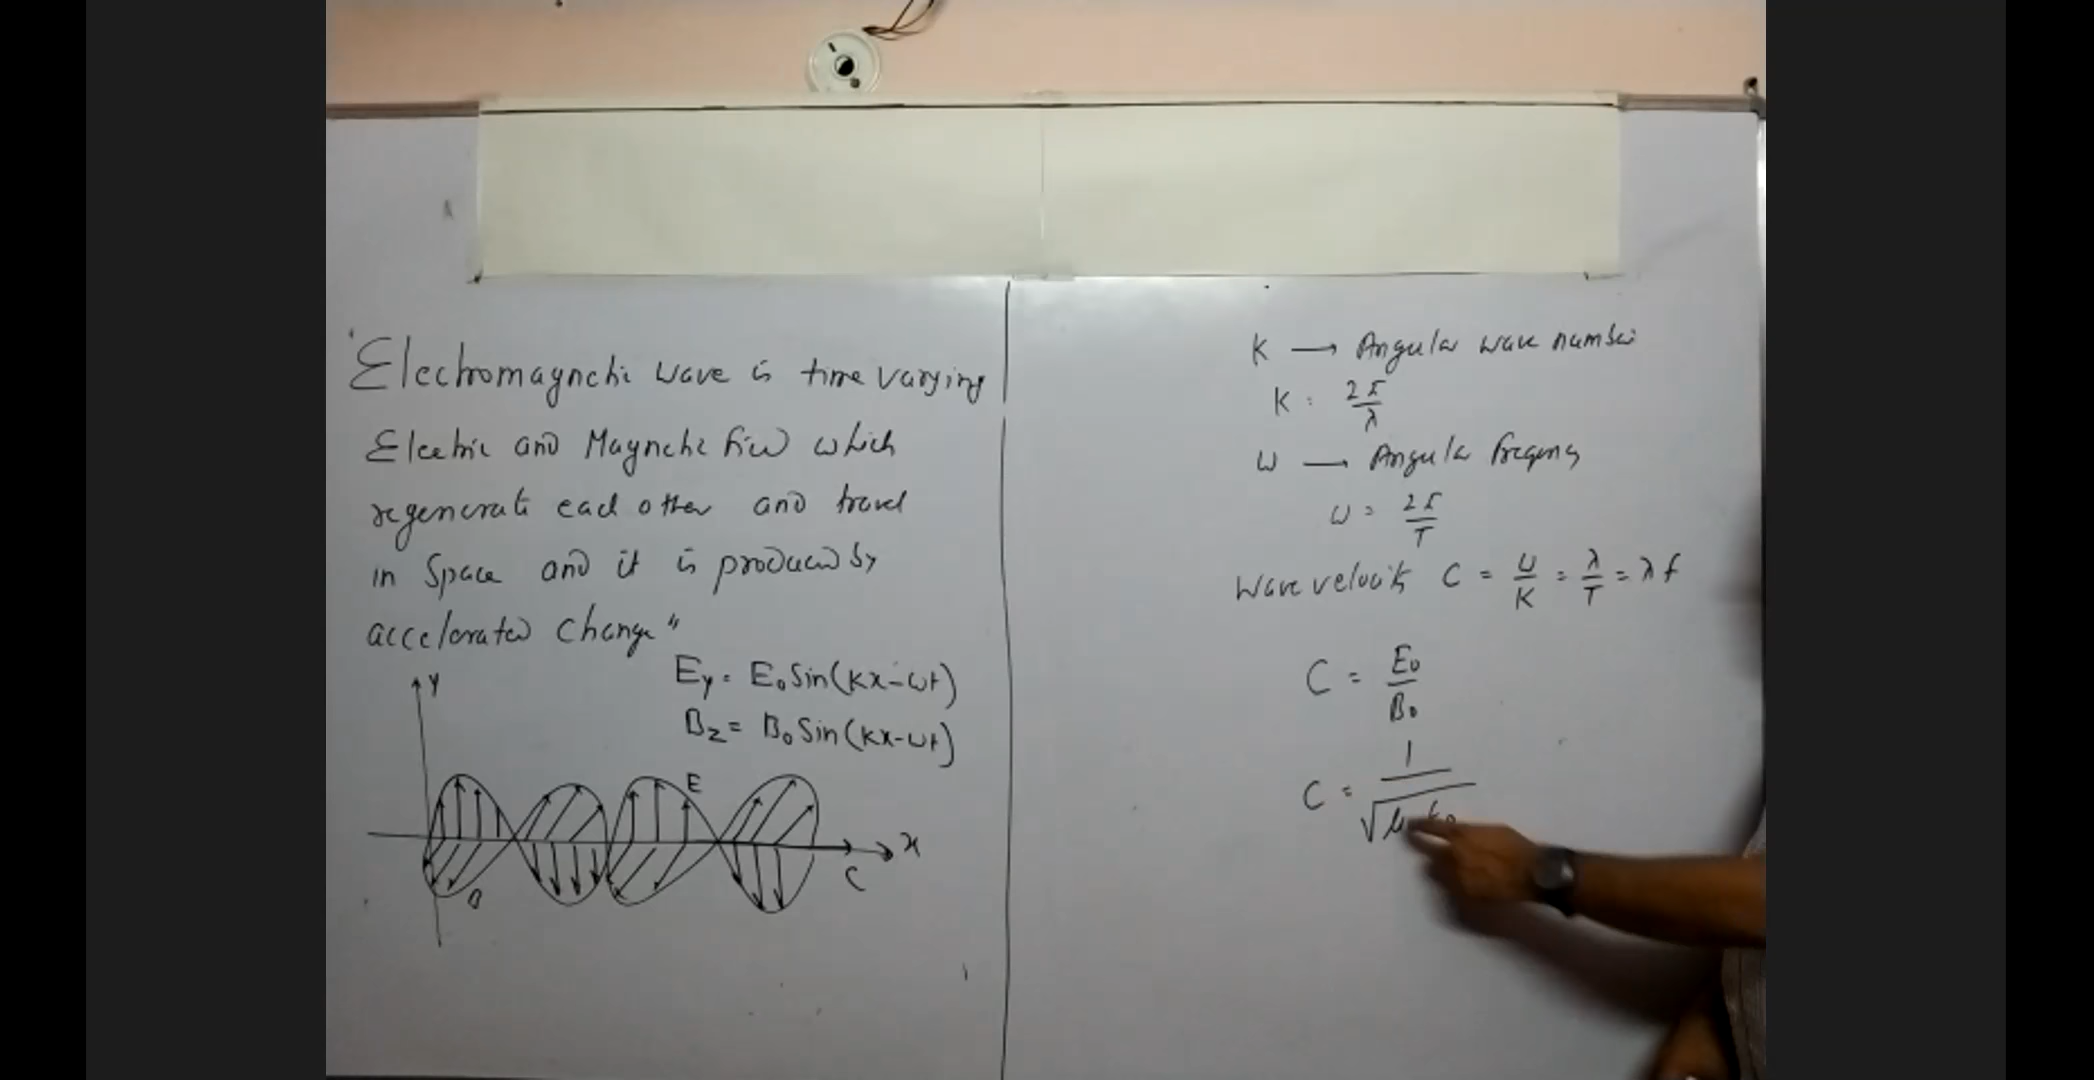 "Electromagnetic wave is time varying
Electric and Magnetic field which
regenerate each other and travel
in Space and it is produced by
accelerated change"
Ey = E₀ Sin(kx-ωt)
Bz = B₀ Sin(kx-ωt)
Y
E
B
x
C
K → Angular wave number
K = 2π/λ
ω → Angular frequency
ω = 2π/T
Wave velocity C = ω/K = λ/T = λf
C = E₀/B₀
C = 1/√μ₀ε₀